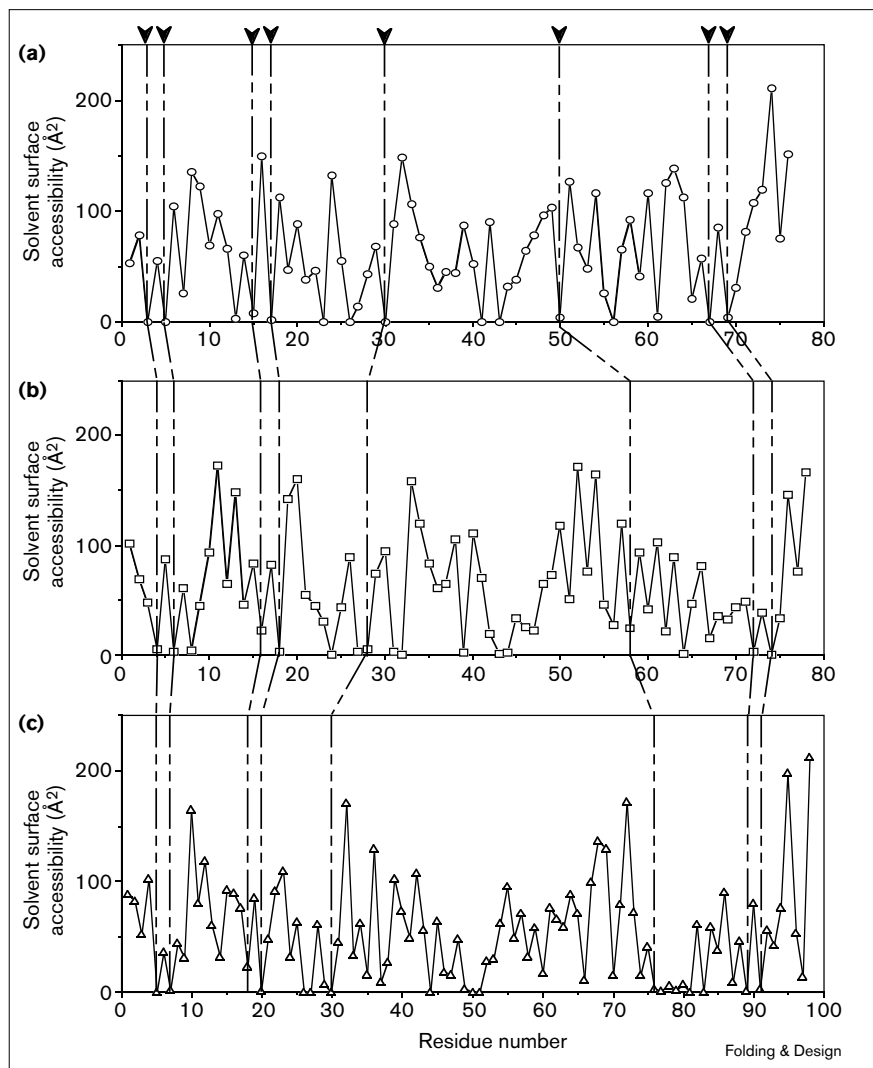 (a)
Solvent surface
accessibility (Å²)
200
100
0
0 10 20 30 40 50 60 70 80
(b)
Solvent surface
accessibility (Å²)
200
100
0
0 10 20 30 40 50 60 70 80
(c)
Solvent surface
accessibility (Å²)
200
100
0
0 10 20 30 40 50 60 70 80 90 100
Residue number
Folding & Design